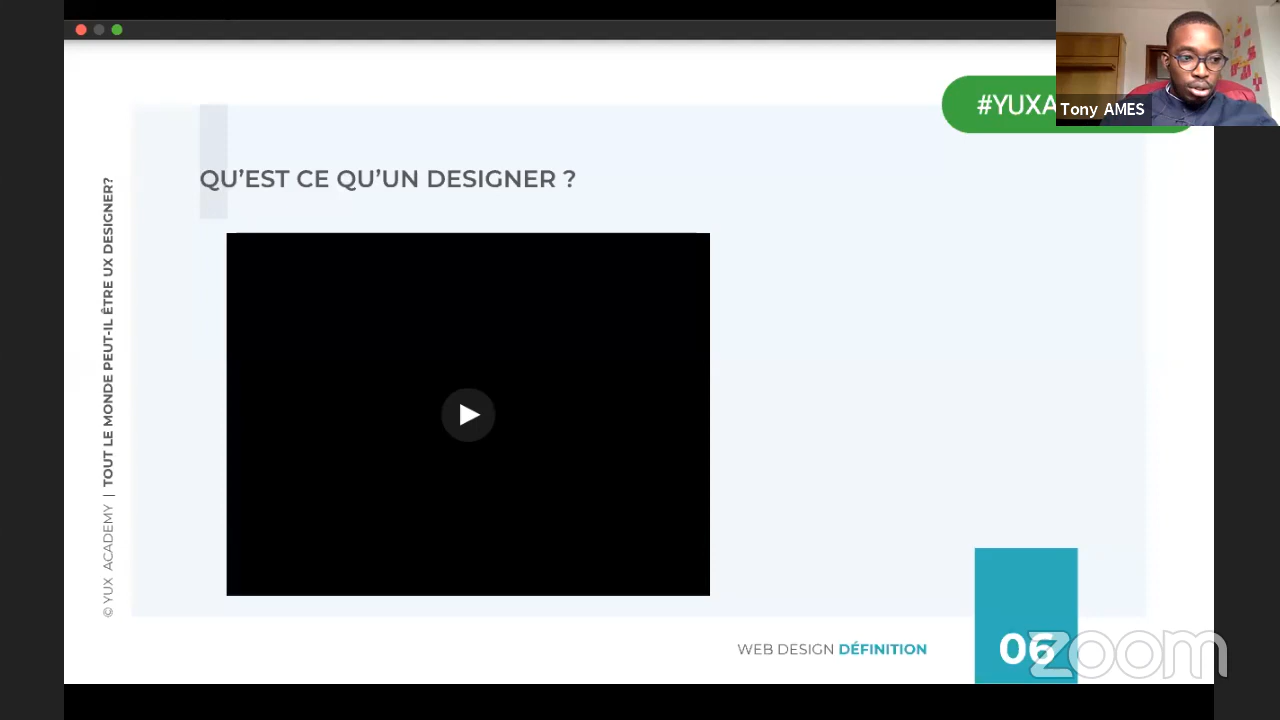 #YUXA
Tony AMES
QU'EST CE QU'UN DESIGNER ?
© YUX ACADEMY | TOUT LE MONDE PEUT-IL ÊTRE UX DESIGNER?
WEB DESIGN DÉFINITION
06
zoom